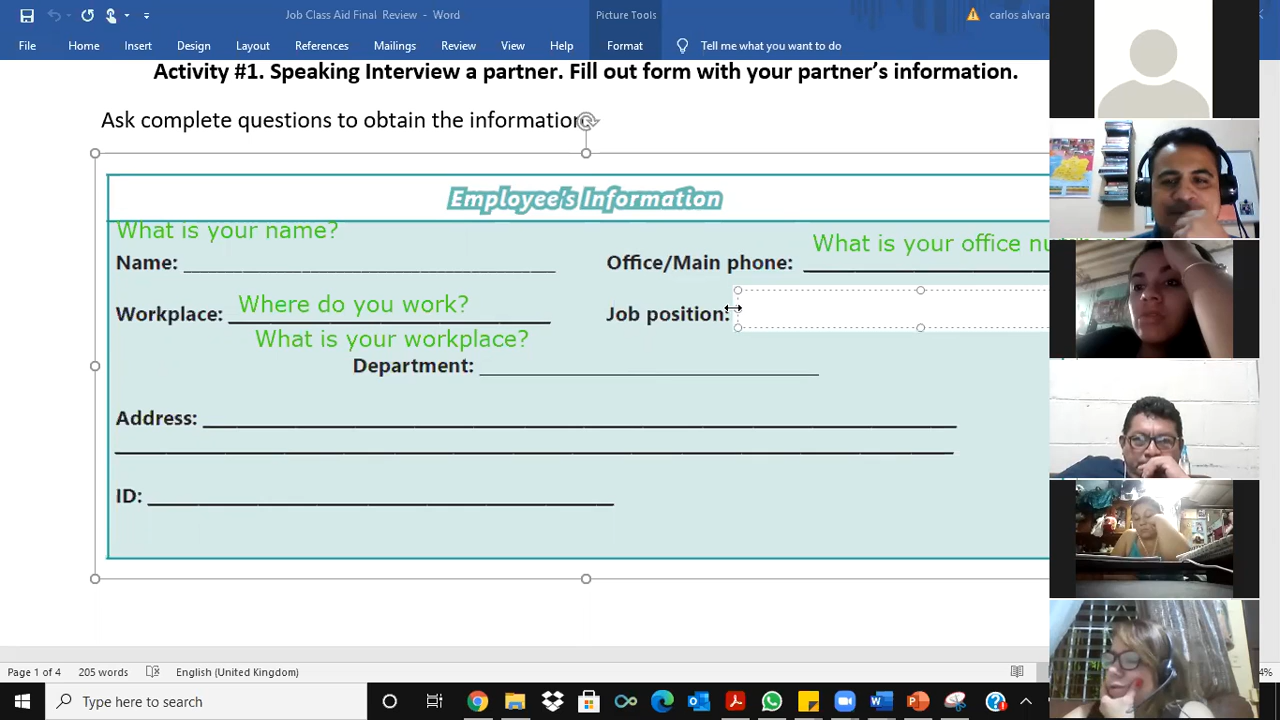 Job Class Aid Final Review - Word
Picture Tools
carlos alvara
File Home Insert Design Layout References Mailings Review View Help Format Tell me what you want to do
Activity #1. Speaking Interview a partner. Fill out form with your partner's information.
Ask complete questions to obtain the information
Employee's Information
What is your name?
What is your office
Name:
Office/Main phone:
Where do you work?
Workplace:
Job position:
What is your workplace?
Department:
Address:
ID:
Page 1 of 4 205 words English (United Kingdom)
Type here to search